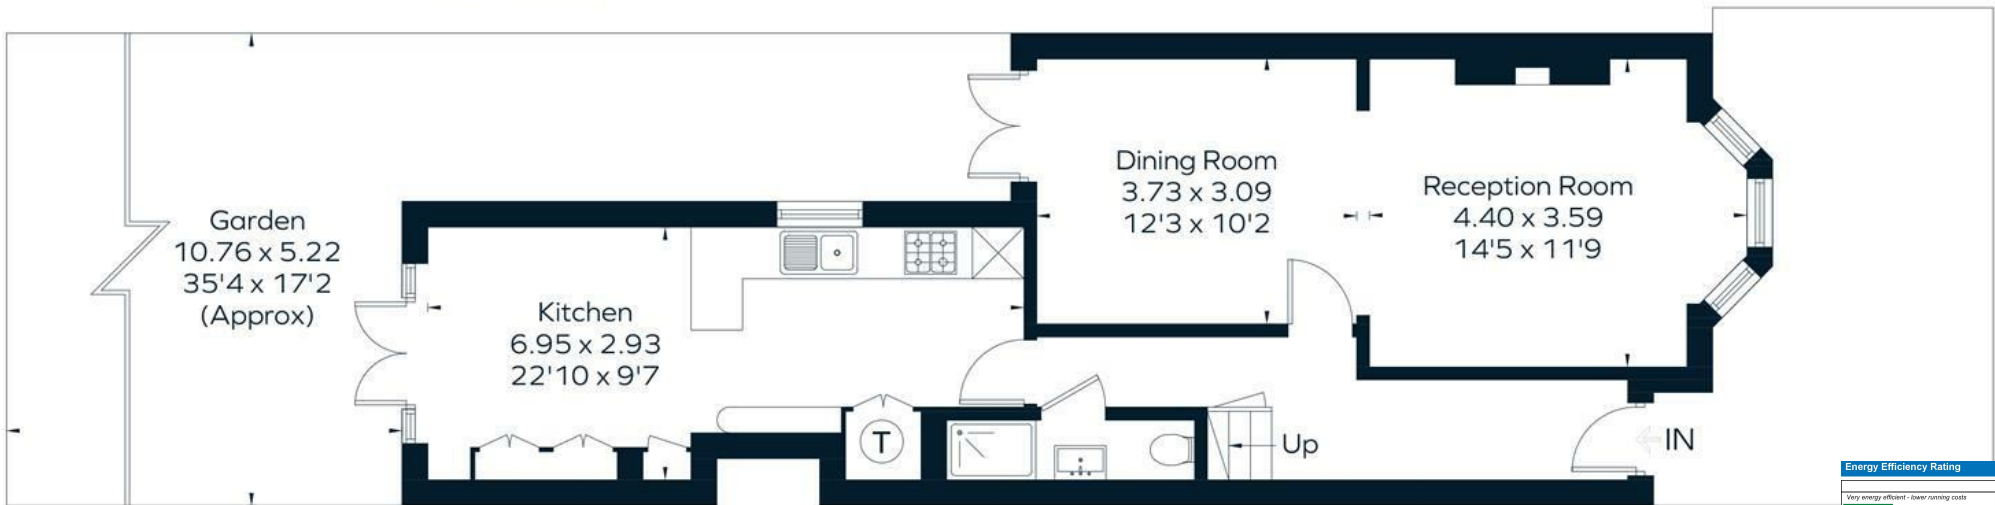 Garden
10.76 x 5.22
35'4 x 17'2
(Approx)
Kitchen
6.95 x 2.93
22'10 x 9'7
Dining Room
3.73 x 3.09
12'3 x 10'2
Reception Room
4.40 x 3.59
14'5 x 11'9
T
Up
IN
Energy Efficiency Rating
Very energy efficient - lower running costs